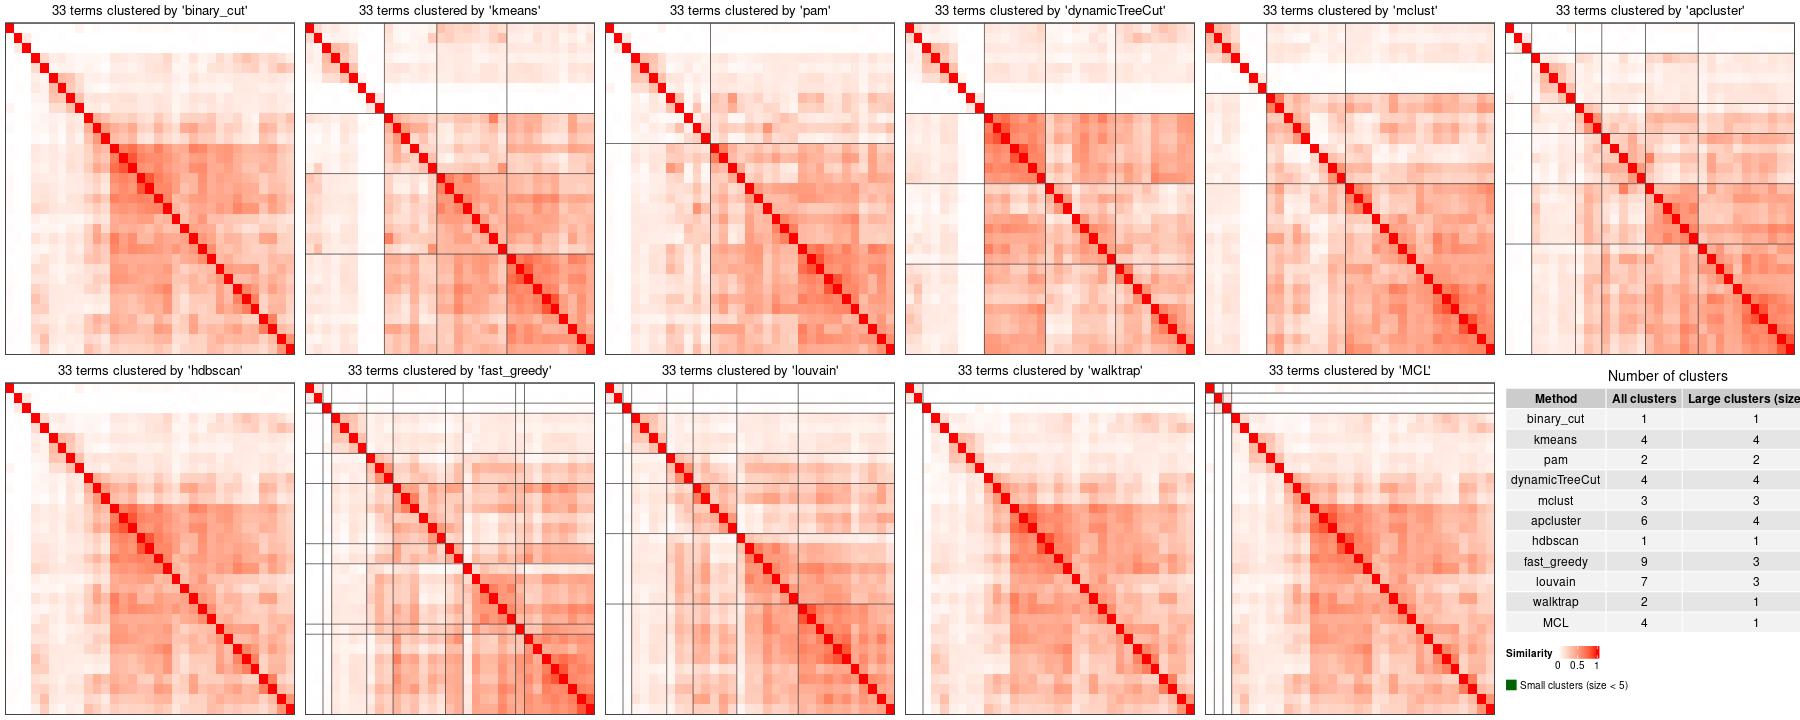 33 terms clustered by 'binary_cut'
33 terms clustered by 'kmeans'
33 terms clustered by 'pam'
33 terms clustered by 'dynamicTreeCut'
33 terms clustered by 'mclust'
33 terms clustered by 'apcluster'
33 terms clustered by 'hdbscan'
33 terms clustered by 'fast_greedy'
33 terms clustered by 'louvain'
33 terms clustered by 'walktrap'
33 terms clustered by 'MCL'
Number of clusters
Method All clusters Large clusters (size
binary_cut 1 1
kmeans 4 4
pam 2 2
dynamicTreeCut 4 4
mclust 3 3
apcluster 6 4
hdbscan 1 1
fast_greedy 9 3
louvain 7 3
walktrap 2 1
MCL 4 1
Similarity
0 0.5 1
Small clusters (size < 5)